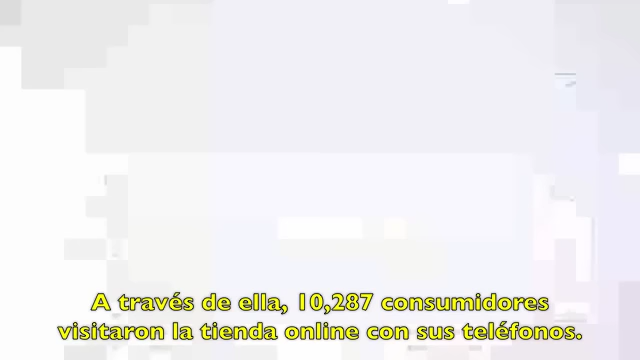 A través de ella, 10,287 consumidores
visitaron la tienda online con sus teléfonos.